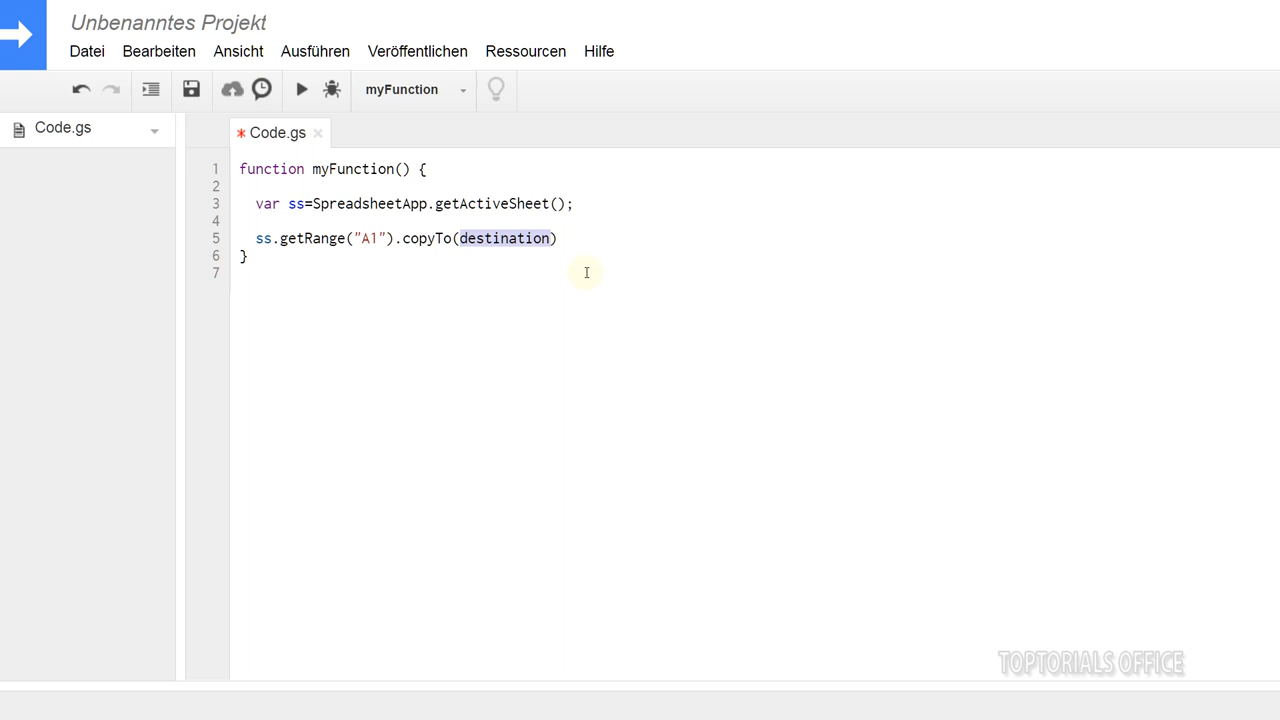 Unbenanntes Projekt
Datei Bearbeiten Ansicht Ausführen Veröffentlichen Ressourcen Hilfe
myFunction
Code.gs
* Code.gs ×
1 function myFunction() {
2
3 var ss=SpreadsheetApp.getActiveSheet();
4
5 ss.getRange("A1").copyTo(destination)
6 }
7
TOPTORIALS OFFICE